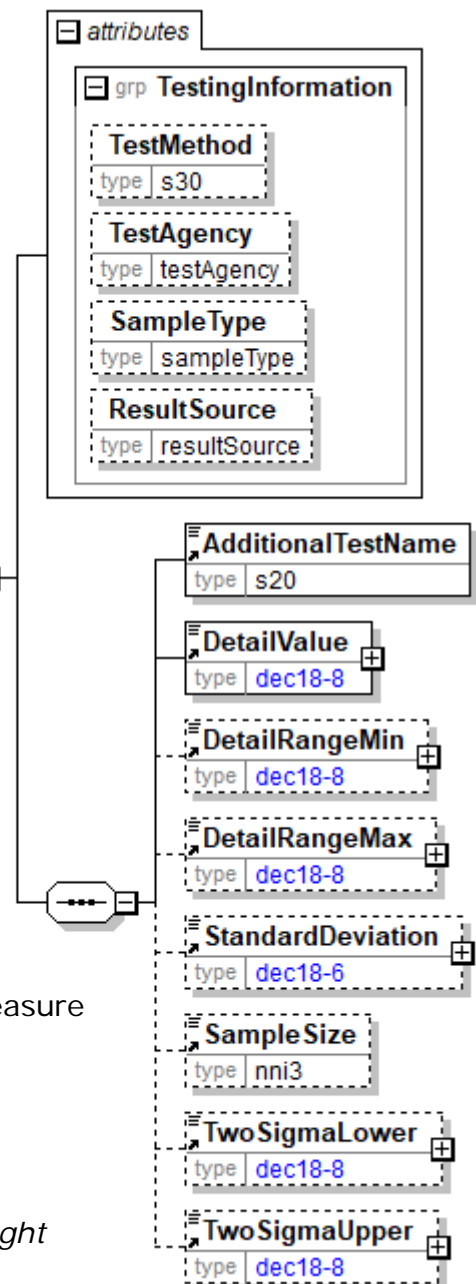 attributes
grp TestingInformation
TestMethod
type s30
TestAgency
type testAgency
SampleType
type sampleType
ResultSource
type resultSource
AdditionalTestName
type s20
DetailValue
type dec18-8
DetailRangeMin
type dec18-8
DetailRangeMax
type dec18-8
StandardDeviation
type dec18-6
easure
SampleSize
type nni3
TwoSigmaLower
type dec18-8
ght
TwoSigmaUpper
type dec18-8